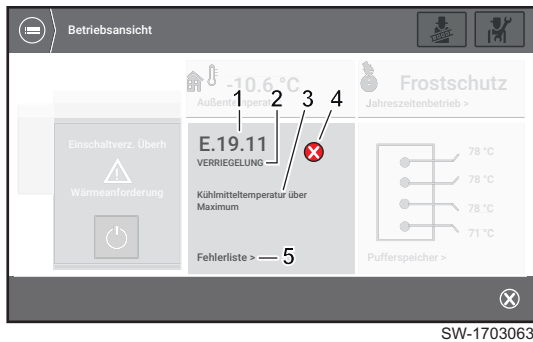 Betriebsansicht
-10.6 °C
Außentemperatur
Frostschutz
Jahreszeitenbetrieb >
1
2
3
4
Einschaltverz. Überh
Wärmeanforderung
E.19.11
VERRIEGELUNG
Kühlmitteltemperatur über
Maximum
Fehlerliste >
5
78 °C
78 °C
78 °C
71 °C
Pufferspeicher >
SW-1703063